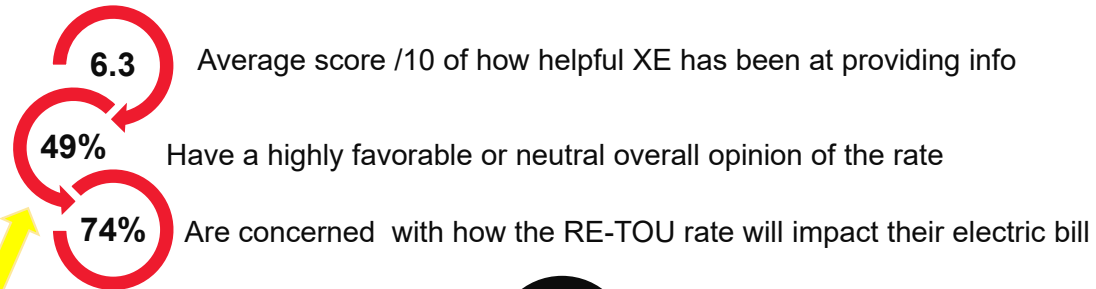 6.3 Average score /10 of how helpful XE has been at providing info
49% Have a highly favorable or neutral overall opinion of the rate
74% Are concerned with how the RE-TOU rate will impact their electric bill